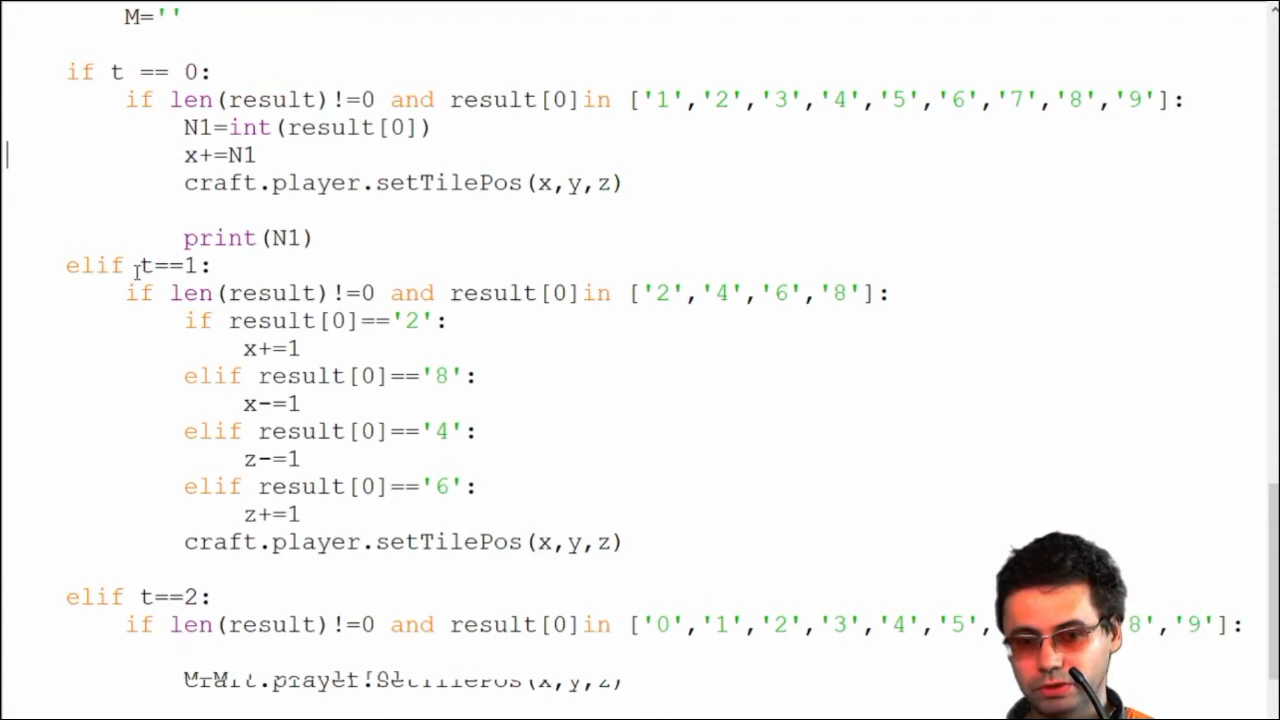 M=''
if t == 0:
if len(result)!=0 and result[0]in ['1','2','3','4','5','6','7','8','9']:
N1=int(result[0])
x+=N1
craft.player.setTilePos(x,y,z)
print(N1)
elif t==1:
if len(result)!=0 and result[0]in ['2','4','6','8']:
if result[0]=='2':
x+=1
elif result[0]=='8':
x-=1
elif result[0]=='4':
z-=1
elif result[0]=='6':
z+=1
craft.player.setTilePos(x,y,z)
elif t==2:
if len(result)!=0 and result[0]in ['0','1','2','3','4','5', 8','9']: